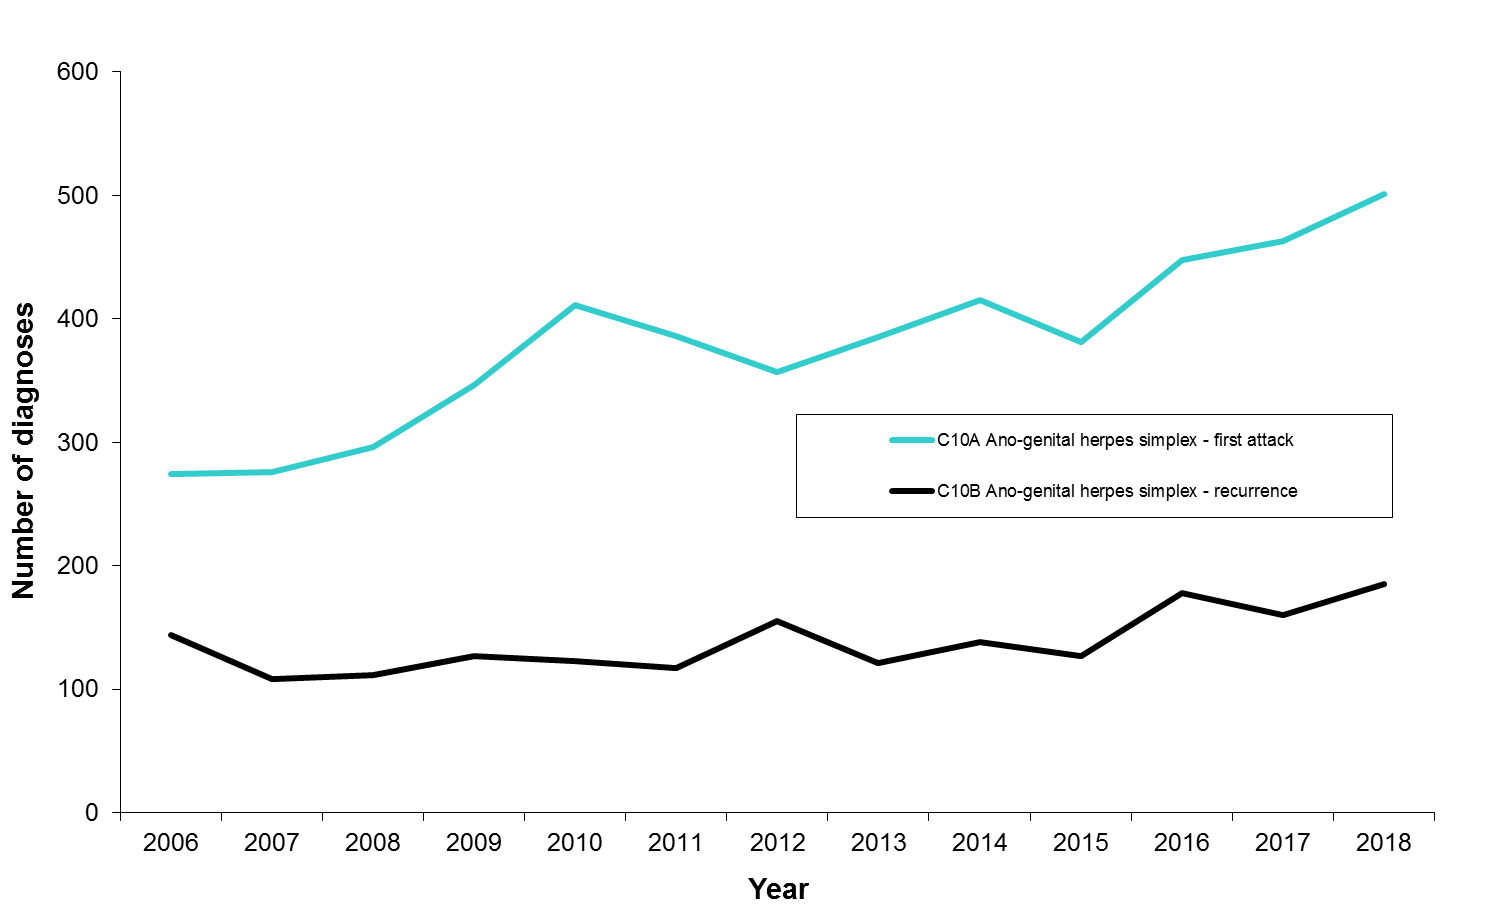 600
500
400
300
200
100
0
Number of diagnoses
C10A Ano-genital herpes simplex - first attack
C10B Ano-genital herpes simplex - recurrence
2006 2007 2008 2009 2010 2011 2012 2013 2014 2015 2016 2017 2018
Year